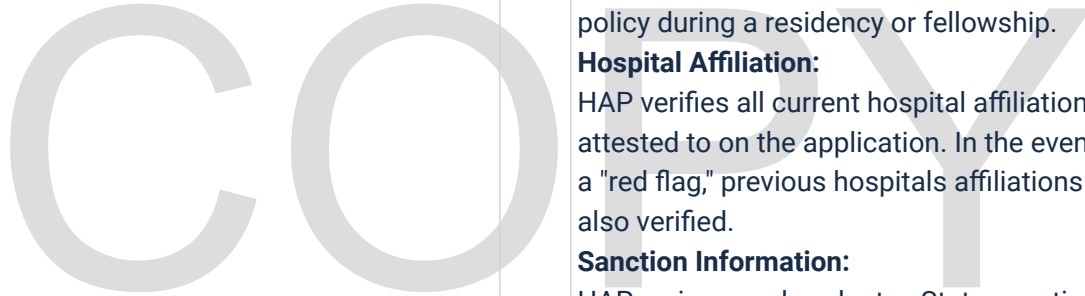 COPY
policy during a residency or fellowship.
Hospital Affiliation:
HAP verifies all current hospital affiliation
attested to on the application. In the even
a "red flag," previous hospitals affiliations
also verified.
Sanction Information: